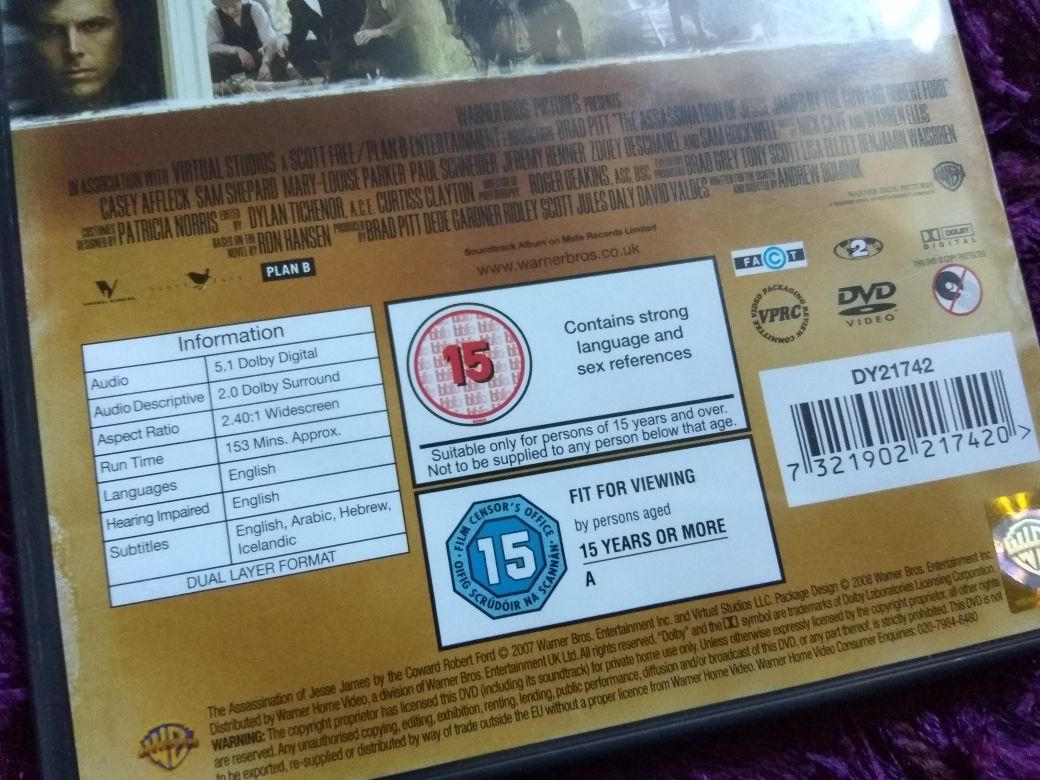 WARNER BROS. PICTURES PRESENTS
IN ASSOCIATION WITH VIRTUAL STUDIOS A SCOTT FREE/PLAN B ENTERTAINMENT PRODUCTION BRAD PITT "THE ASSASSINATION OF JESSE JAMES BY THE COWARD ROBERT FORD"
CASEY AFFLECK SAM SHEPARD MARY-LOUISE PARKER PAUL SCHNEIDER JEREMY RENNER ZOOEY DESCHANEL AND SAM ROCKWELL NICK CAVE AND WARREN ELLIS
COSTUMES DESIGNED BY PATRICIA NORRIS EDITED BY DYLAN TICHENOR, A.C.E. CURTISS CLAYTON DIRECTOR OF PHOTOGRAPHY ROGER DEAKINS, ASC, BSC EXECUTIVE PRODUCERS BRAD GREY TONY SCOTT LISA ELLZEY BENJAMIN WAISBREN
BASED ON THE NOVEL BY RON HANSEN PRODUCED BY BRAD PITT DEDE GARDNER RIDLEY SCOTT JULES DALY DAVID VALDES WRITTEN FOR THE SCREEN AND DIRECTED BY ANDREW DOMINIK
WARNER BROS. PICTURES
Soundtrack Album on Mute Records Limited
www.warnerbros.co.uk
VIRTUAL STUDIOS
SCOTT FREE
PLAN B
FACT
2
DOLBY
DIGITAL
THIS DVD IS COPY PROTECTED
VIDEO PACKAGING REVIEW COMMITTEE
VPRC
DVD
VIDEO
Information
Audio 5.1 Dolby Digital
Audio Descriptive 2.0 Dolby Surround
Aspect Ratio 2.40:1 Widescreen
Run Time 153 Mins. Approx.
Languages English
Hearing Impaired English
Subtitles English, Arabic, Hebrew,
Icelandic
DUAL LAYER FORMAT
15
Contains strong
language and
sex references
Suitable only for persons of 15 years and over.
Not to be supplied to any person below that age.
FILM CENSOR'S OFFICE
15
OIFIG SCRÚDÓIR NA SCANNÁN
FIT FOR VIEWING
by persons aged
15 YEARS OR MORE
A
DY21742
7 321902 217420 >
The Assassination of Jesse James by the Coward Robert Ford © 2007 Warner Bros. Entertainment Inc. and Virtual Studios LLC. Package Design © 2008 Warner Bros. Entertainment Inc.
Distributed by Warner Home Video, a division of Warner Bros. Entertainment UK Ltd. All rights reserved. "Dolby" and the symbol are trademarks of Dolby Laboratories Licensing Corporation.
WARNING: The copyright proprietor has licensed this DVD (including its soundtrack) for private home use only. Unless otherwise expressly licensed by the copyright proprietor, all other rights
are reserved. Any unauthorised copying, editing, exhibition, renting, lending, public performance, diffusion and/or broadcast of this DVD, or any part thereof, is strictly prohibited. This DVD is not
to be exported, re-supplied or distributed by way of trade outside the EU without a proper licence from Warner Home Video. Warner Home Video Consumer Enquiries: 020-7984-6480